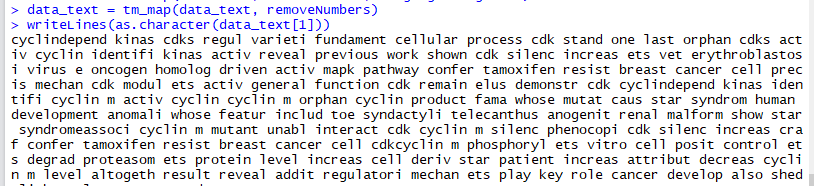 > data_text = tm_map(data_text, removeNumbers)
> writeLines(as.character(data_text[1]))
cyclindepend kinas cdks regul varieti fundament cellular process cdk stand one last orphan cdks act
iv cyclin identifi kinas activ reveal previous work shown cdk silenc increas ets vet erythroblastos
i virus e oncogen homolog driven activ mapk pathway confer tamoxifen resist breast cancer cell prec
is mechan cdk modul ets activ general function cdk remain elus demonstr cdk cyclindepend kinas iden
tifi cyclin m activ cyclin cyclin m orphan cyclin product fama whose mutat caus star syndrom human
development anomali whose featur includ toe syndactyli telecanthus anogenit renal malform show star
syndromeassoci cyclin m mutant unabl interact cdk cyclin m silenc phenocopi cdk silenc increas cra
f confer tamoxifen resist breast cancer cell cdkcyclin m phosphoryl ets vitro cell posit control et
s degrad proteasom ets protein level increas cell deriv star patient increas attribut decreas cycli
n m level altogeth result reveal addit regulatori mechan ets play key role cancer develop also shed